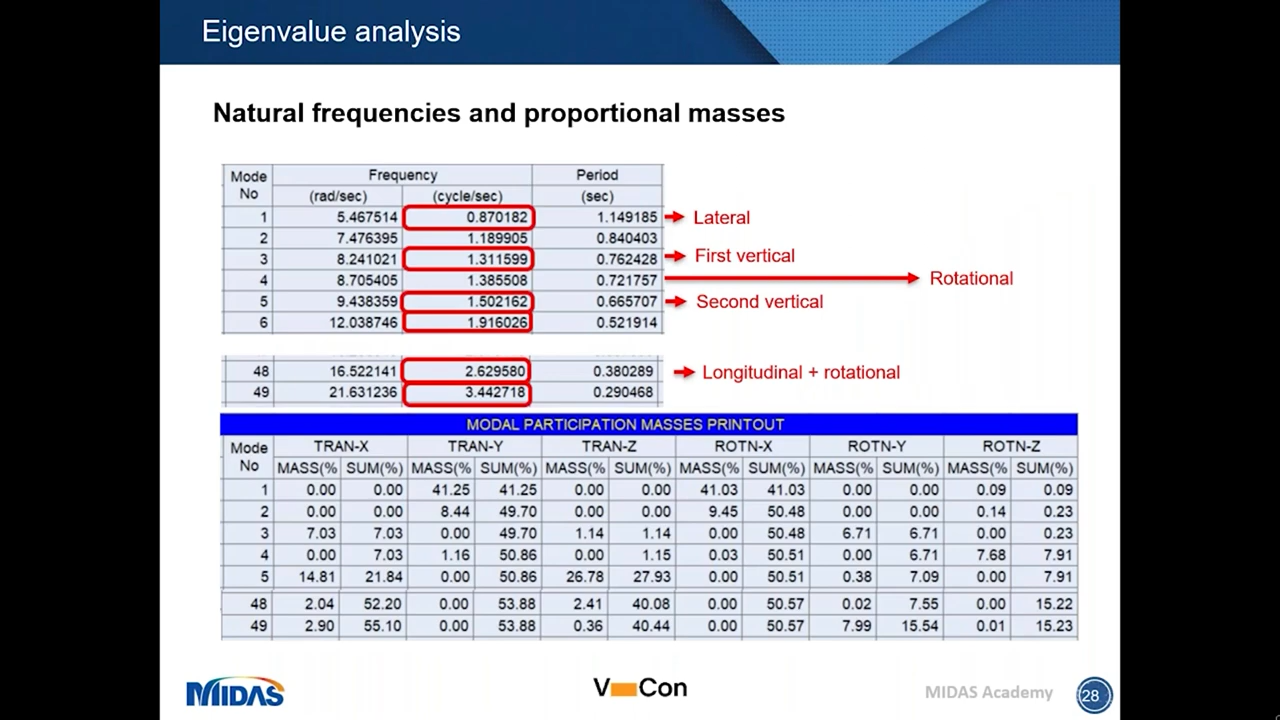 Eigenvalue analysis
Natural frequencies and proportional masses
Mode No Frequency Period
(rad/sec) (cycle/sec) (sec)
1 5.467514 0.870182 1.149185 Lateral
2 7.476395 1.189905 0.840403
3 8.241021 1.311599 0.762428 First vertical
4 8.705405 1.385508 0.721757 Rotational
5 9.438359 1.502162 0.665707 Second vertical
6 12.038746 1.916026 0.521914
48 16.522141 2.629580 0.380289 Longitudinal + rotational
49 21.631236 3.442718 0.290468
MODAL PARTICIPATION MASSES PRINTOUT
Mode No TRAN-X TRAN-Y TRAN-Z ROTN-X ROTN-Y ROTN-Z
MASS(% SUM(%) MASS(% SUM(%) MASS(% SUM(%) MASS(% SUM(%) MASS(% SUM(%) MASS(% SUM(%)
1 0.00 0.00 41.25 41.25 0.00 0.00 41.03 41.03 0.00 0.00 0.09 0.09
2 0.00 0.00 8.44 49.70 0.00 0.00 9.45 50.48 0.00 0.00 0.14 0.23
3 7.03 7.03 0.00 49.70 1.14 1.14 0.00 50.48 6.71 6.71 0.00 0.23
4 0.00 7.03 1.16 50.86 0.00 1.15 0.03 50.51 0.00 6.71 7.68 7.91
5 14.81 21.84 0.00 50.86 26.78 27.93 0.00 50.51 0.38 7.09 0.00 7.91
48 2.04 52.20 0.00 53.88 2.41 40.08 0.00 50.57 0.02 7.55 0.00 15.22
49 2.90 55.10 0.00 53.88 0.36 40.44 0.00 50.57 7.99 15.54 0.01 15.23
MIDAS V Con MIDAS Academy 28